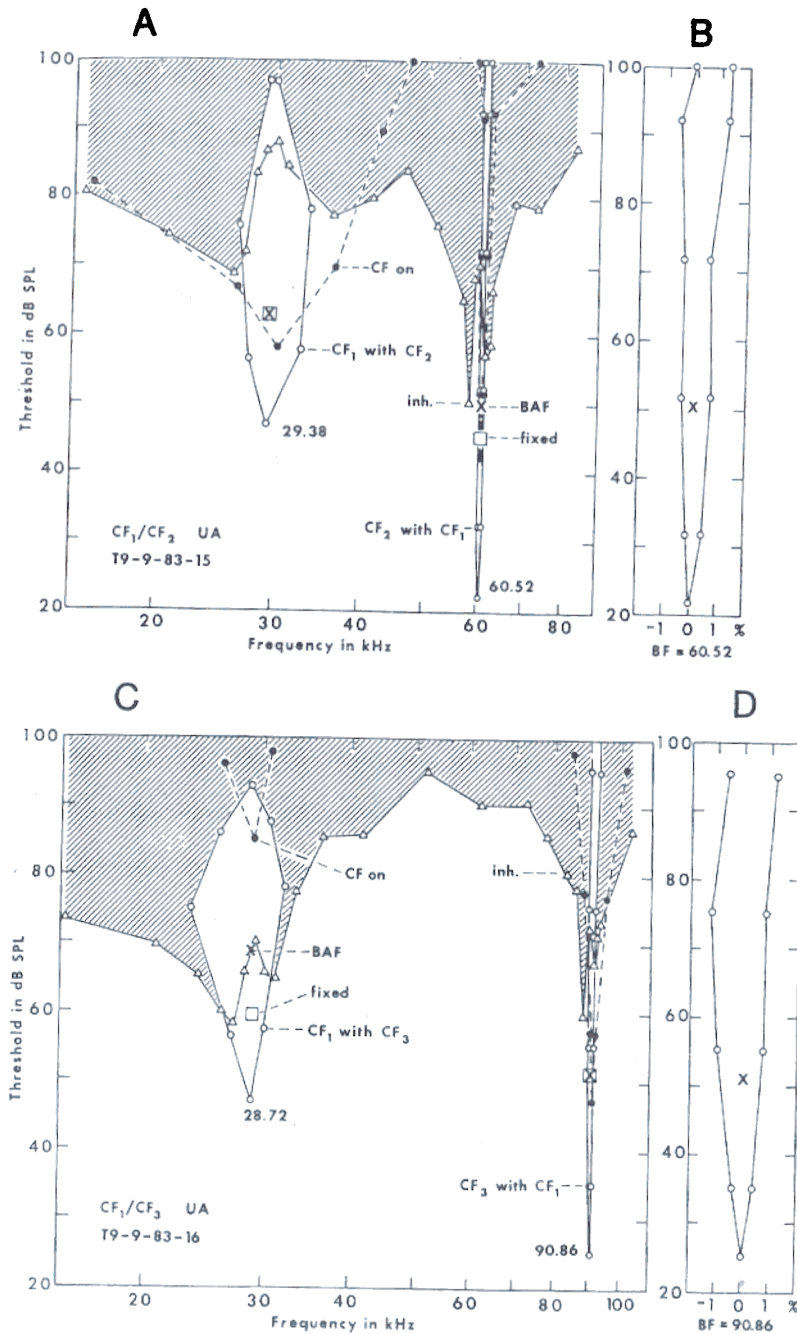 A
B
100
80
60
40
20
Threshold in dB SPL
CF on
CF₁ with CF₂
inh.
BAF
fixed
29.38
CF₂ with CF₁
60.52
CF₁/CF₂ UA
T9-9-83-15
20 30 40 60 80
Frequency in kHz
100
80
60
40
20
-1 0 1 %
BF = 60.52
C
D
100
80
60
40
20
Threshold in dB SPL
CF on
inh.
BAF
fixed
CF₁ with CF₃
28.72
CF₃ with CF₁
90.86
CF₁/CF₃ UA
T9-9-83-16
20 30 40 60 80 100
Frequency in kHz
100
80
60
40
20
-1 0 1 %
BF = 90.86